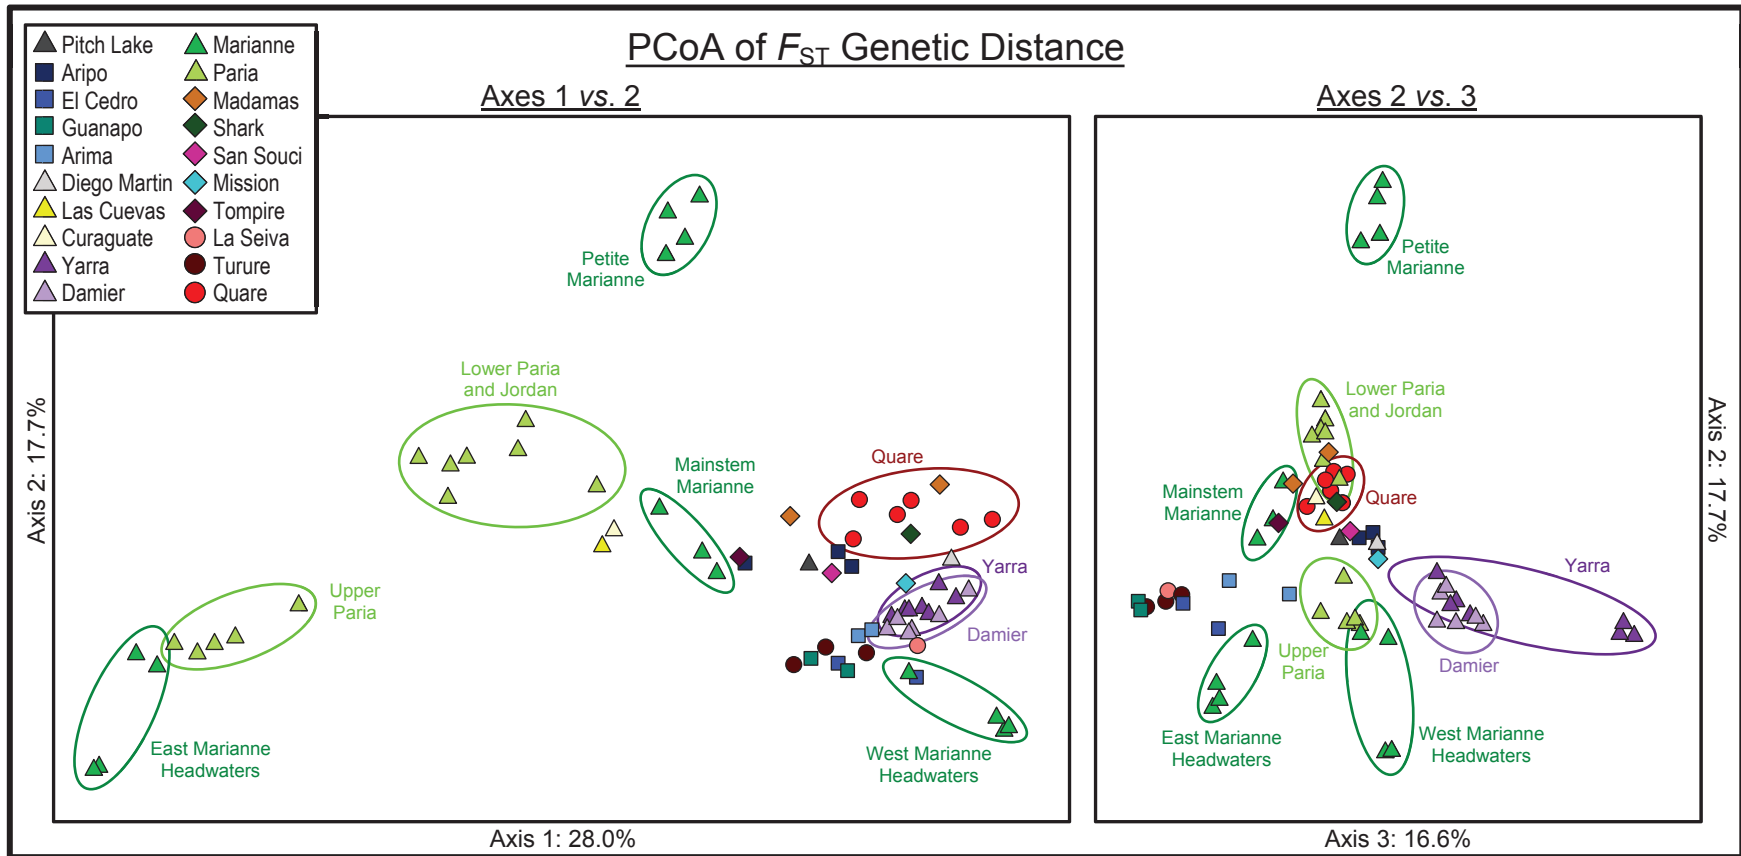 PCoA of FST Genetic Distance
Pitch Lake
Aripo
El Cedro
Guanapo
Arima
Diego Martin
Las Cuevas
Curaguate
Yarra
Damier
Marianne
Paria
Madamas
Shark
San Souci
Mission
Tompire
La Seiva
Turure
Quare
Axes 1 vs. 2
Petite
Marianne
Lower Paria
and Jordan
Mainstem
Marianne
Quare
Yarra
Damier
Upper
Paria
East Marianne
Headwaters
West Marianne
Headwaters
Axis 2: 17.7%
Axis 1: 28.0%
Axes 2 vs. 3
Petite
Marianne
Lower Paria
and Jordan
Mainstem
Marianne
Quare
Yarra
Damier
Upper
Paria
East Marianne
Headwaters
West Marianne
Headwaters
Axis 2: 17.7%
Axis 3: 16.6%